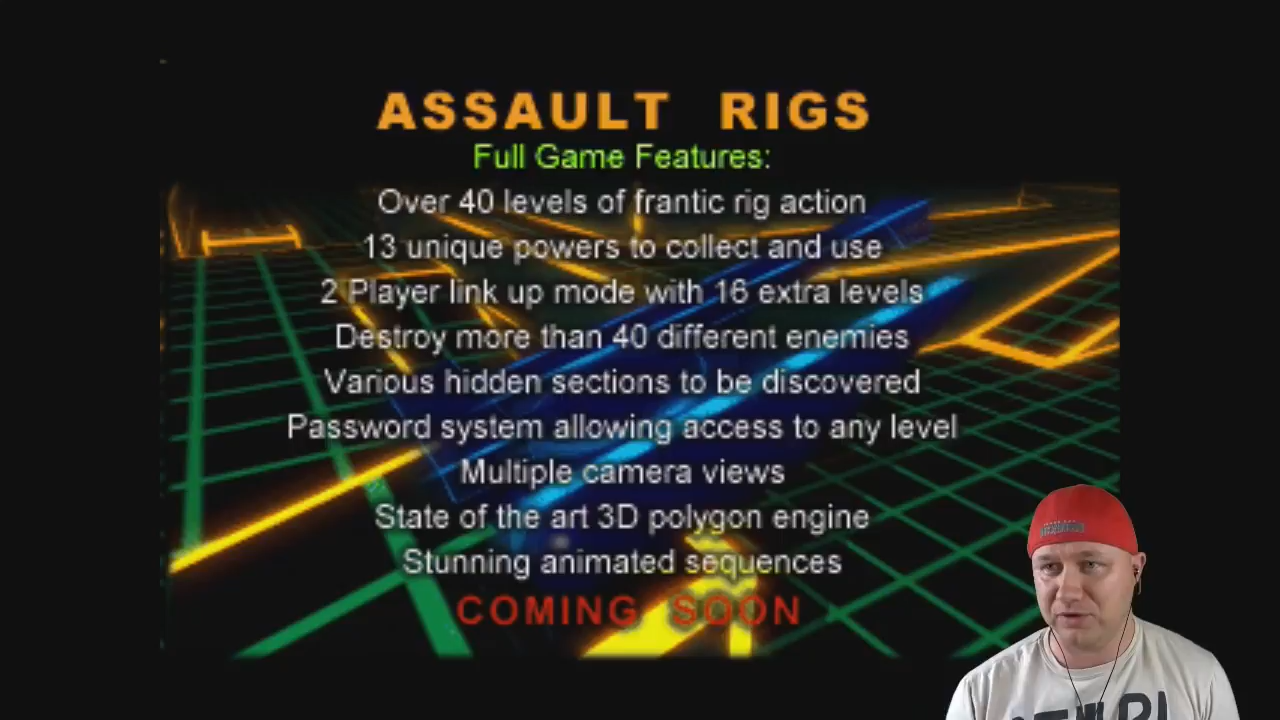 ASSAULT RIGS
Full Game Features:
Over 40 levels of frantic rig action
13 unique powers to collect and use
2 Player link up mode with 16 extra levels
Destroy more than 40 different enemies
Various hidden sections to be discovered
Password system allowing access to any level
Multiple camera views
State of the art 3D polygon engine
Stunning animated sequences
COMING SOON